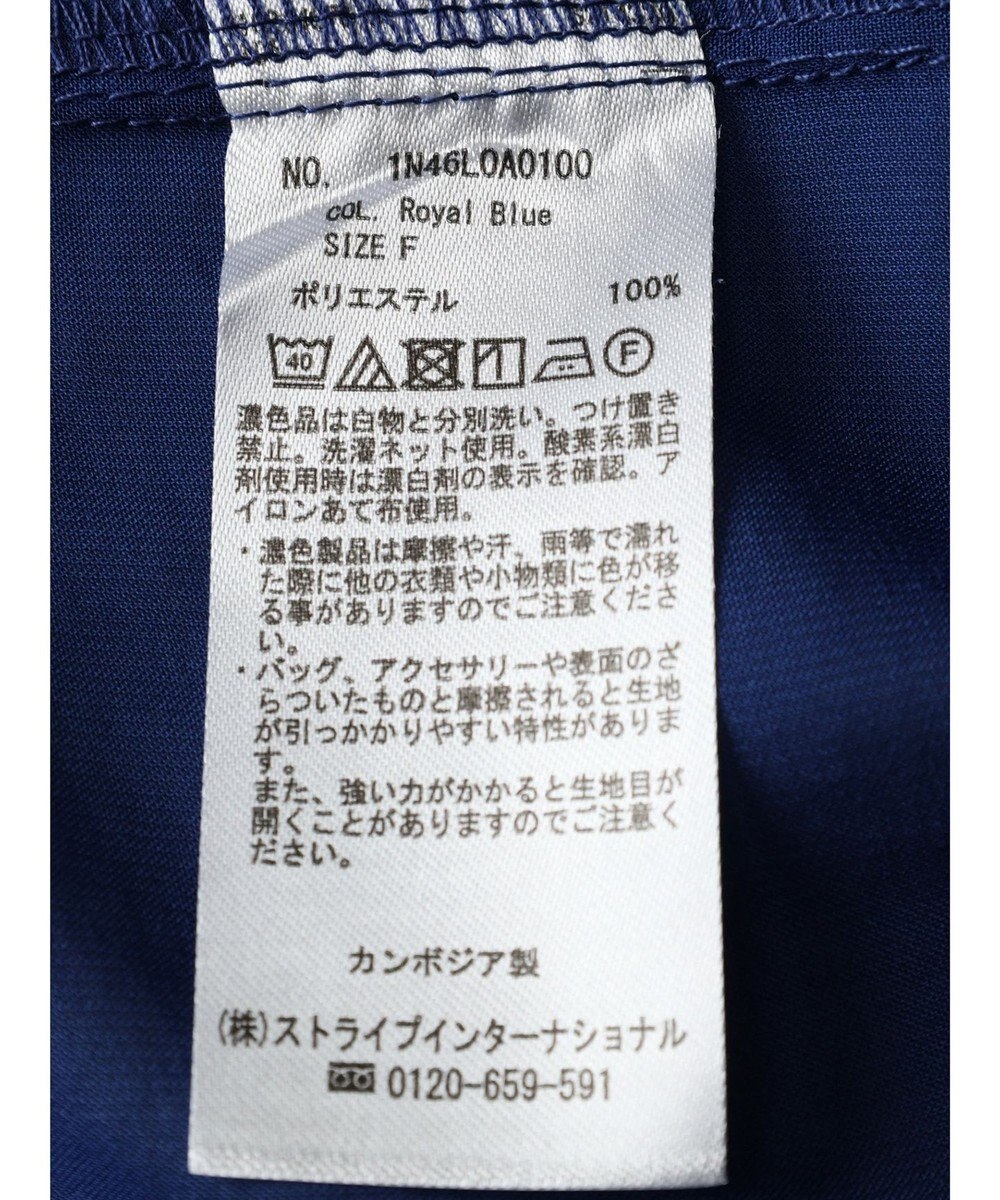 NO. 1N46L0A0100
COL. Royal Blue
SIZE F
ポリエステル 100%
40 F
濃色品は白物と分別洗い。つけ置き
禁止。洗濯ネット使用。酸素系漂白
剤使用時は漂白剤の表示を確認。ア
イロンあて布使用。
・濃色製品は摩擦や汗、雨等で濡れ
た際に他の衣類や小物類に色が移
る事がありますのでご注意くださ
い。
・バッグ、アクセサリーや表面のざ
らついたものと摩擦されると生地
が引っかかりやすい特性がありま
す。
また、強い力がかかると生地目が
開くことがありますのでご注意く
ださい。
カンボジア製
(株)ストライプインターナショナル
0120-659-591